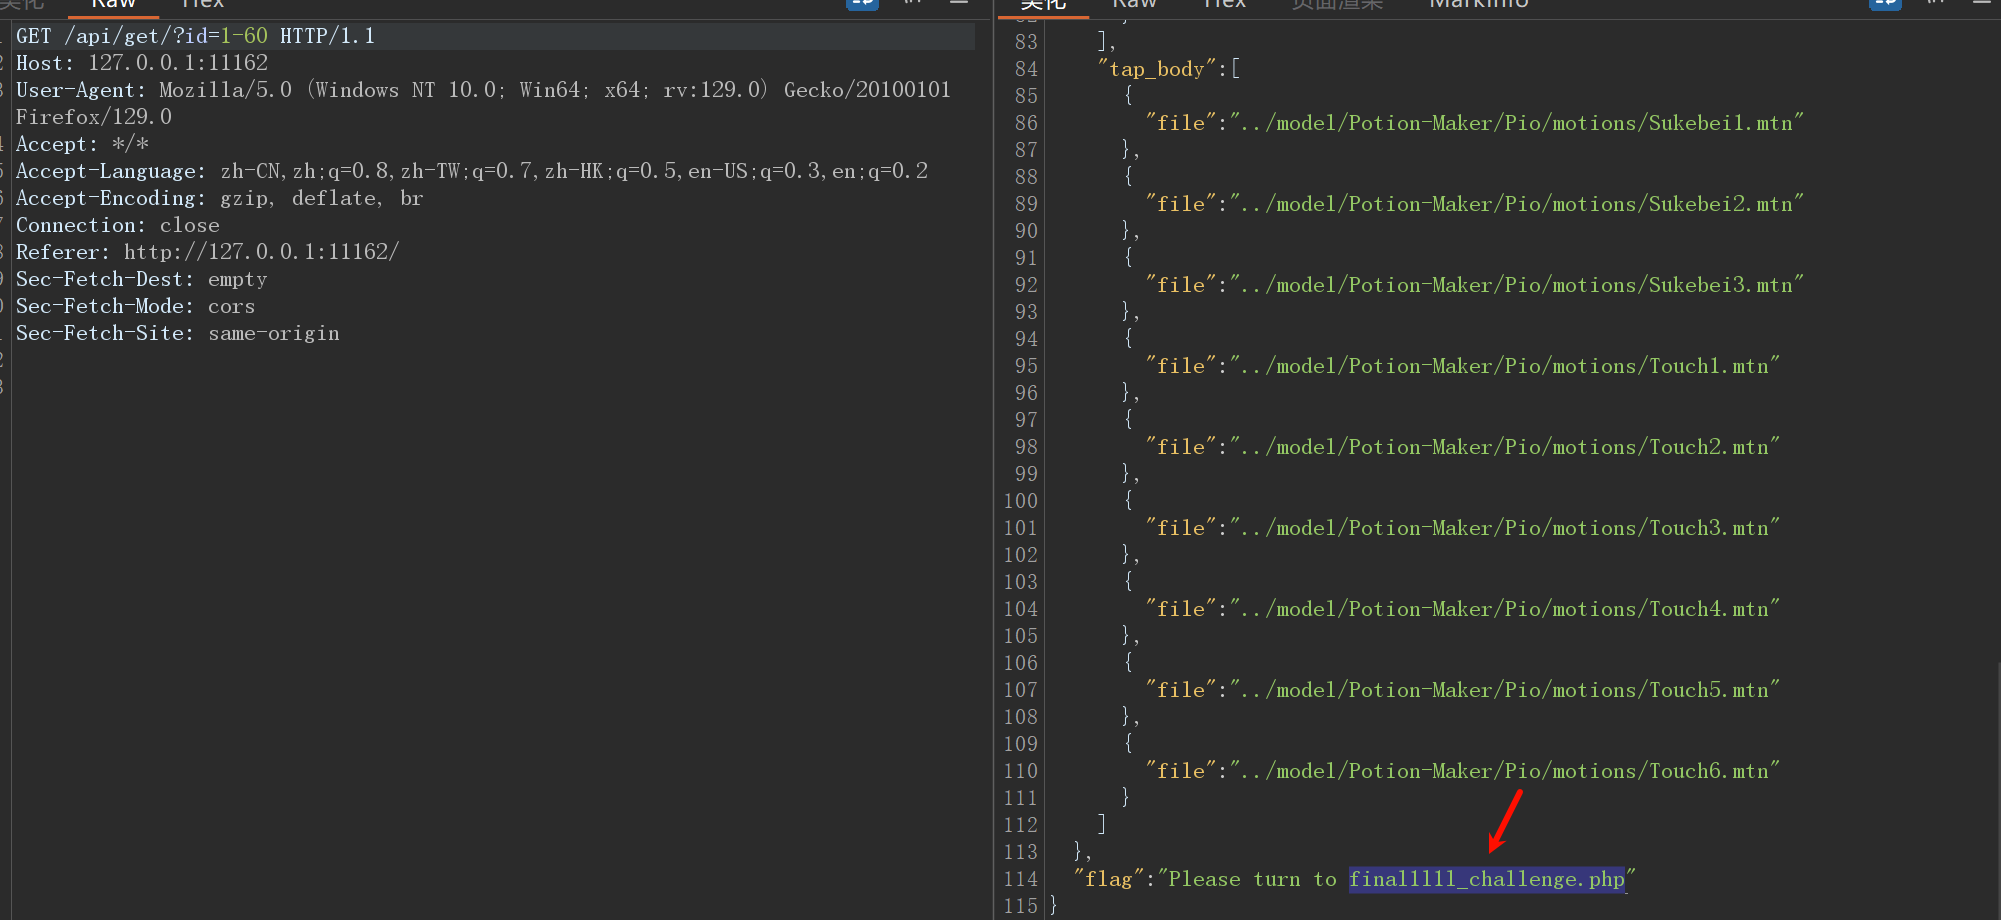 美化 Raw Hex
GET /api/get/?id=1-60 HTTP/1.1
Host: 127.0.0.1:11162
User-Agent: Mozilla/5.0 (Windows NT 10.0; Win64; x64; rv:129.0) Gecko/20100101
Firefox/129.0
Accept: */*
Accept-Language: zh-CN,zh;q=0.8,zh-TW;q=0.7,zh-HK;q=0.5,en-US;q=0.3,en;q=0.2
Accept-Encoding: gzip, deflate, br
Connection: close
Referer: http://127.0.0.1:11162/
Sec-Fetch-Dest: empty
Sec-Fetch-Mode: cors
Sec-Fetch-Site: same-origin
美化 Raw Hex 页面渲染 MarkInfo
83 ],
84 "tap_body":[
85 {
86 "file":"../model/Potion-Maker/Pio/motions/Sukebei1.mtn"
87 },
88 {
89 "file":"../model/Potion-Maker/Pio/motions/Sukebei2.mtn"
90 },
91 {
92 "file":"../model/Potion-Maker/Pio/motions/Sukebei3.mtn"
93 },
94 {
95 "file":"../model/Potion-Maker/Pio/motions/Touch1.mtn"
96 },
97 {
98 "file":"../model/Potion-Maker/Pio/motions/Touch2.mtn"
99 },
100 {
101 "file":"../model/Potion-Maker/Pio/motions/Touch3.mtn"
102 },
103 {
104 "file":"../model/Potion-Maker/Pio/motions/Touch4.mtn"
105 },
106 {
107 "file":"../model/Potion-Maker/Pio/motions/Touch5.mtn"
108 },
109 {
110 "file":"../model/Potion-Maker/Pio/motions/Touch6.mtn"
111 }
112 ]
113 },
114 "flag":"Please turn to finalllll_challenge.php"
115 }